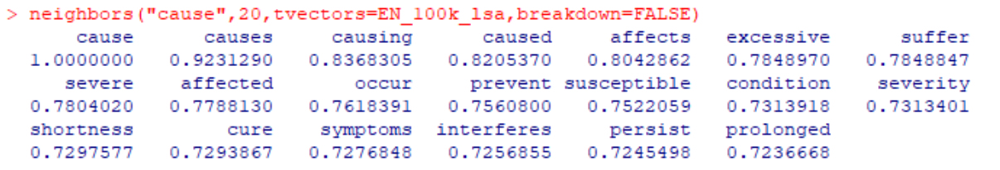 > neighbors("cause",20,tvectors=EN_100k_lsa,breakdown=FALSE)
cause causes causing caused affects excessive suffer
1.0000000 0.9231290 0.8368305 0.8205370 0.8042862 0.7848970 0.7848847
severe affected occur prevent susceptible condition severity
0.7804020 0.7788130 0.7618391 0.7560800 0.7522059 0.7313918 0.7313401
shortness cure symptoms interferes persist prolonged
0.7297577 0.7293867 0.7276848 0.7256855 0.7245498 0.7236668